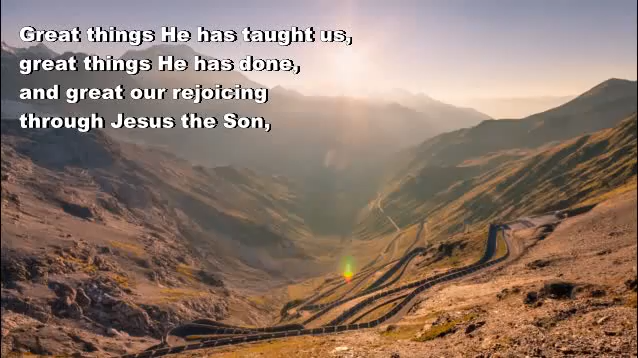 Great things He has taught us,
great things He has done,
and great our rejoicing
through Jesus the Son,